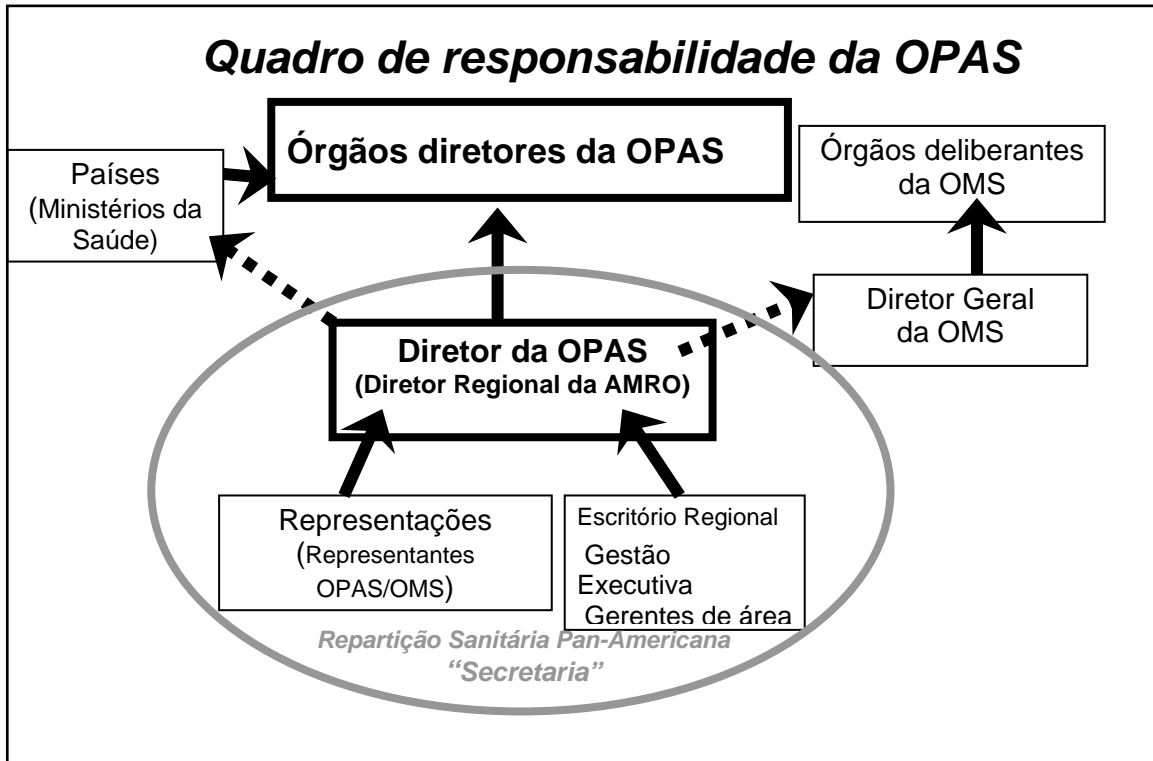 Quadro de responsabilidade da OPAS
Órgãos diretores da OPAS
Países
(Ministérios da
Saúde)
Órgãos deliberantes
da OMS
Diretor Geral
da OMS
Diretor da OPAS
(Diretor Regional da AMRO)
Representações
(Representantes
OPAS/OMS)
Escritório Regional
Gestão
Executiva
Gerentes de área
Repartição Sanitária Pan-Americana
“Secretaria”